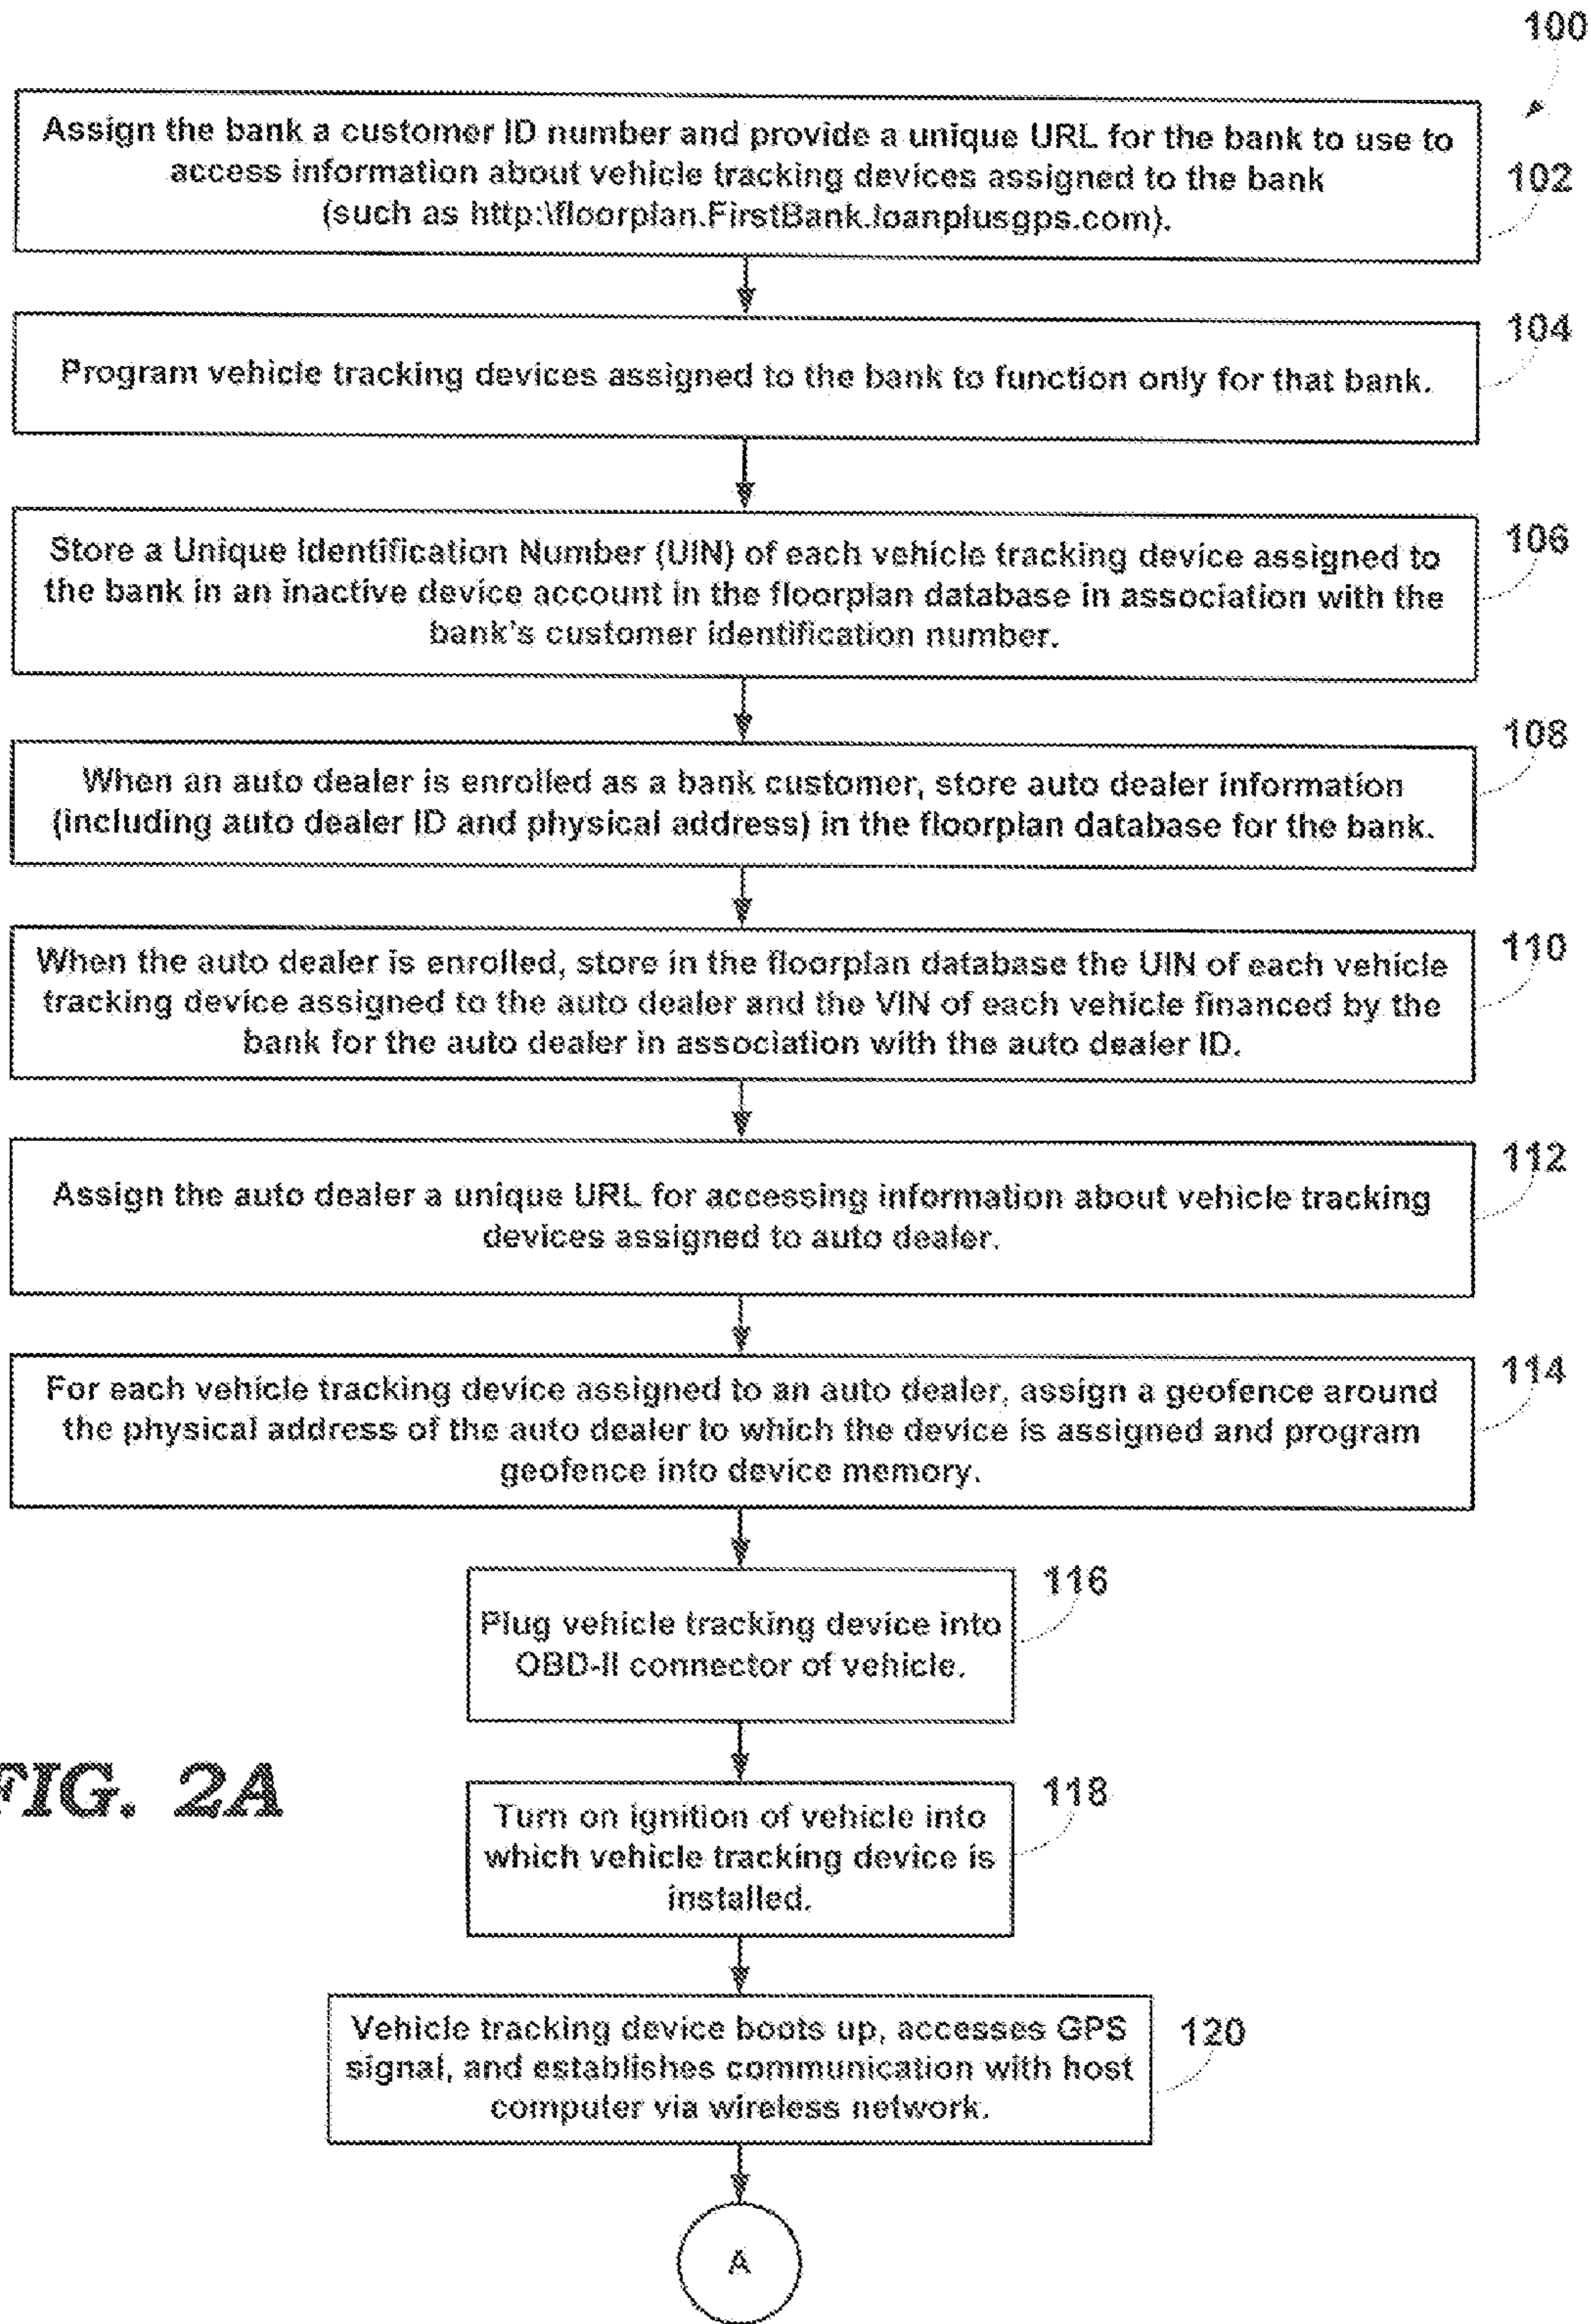 100
Assign the bank a customer ID number and provide a unique URL for the bank to use to
access information about vehicle tracking devices assigned to the bank
(such as http:\floorplan.FirstBank.loanplusgps.com).
102
Program vehicle tracking devices assigned to the bank to function only for that bank.
104
Store a Unique Identification Number (UIN) of each vehicle tracking device assigned to
the bank in an inactive device account in the floorplan database in association with the
bank's customer identification number.
106
When an auto dealer is enrolled as a bank customer, store auto dealer information
(including auto dealer ID and physical address) in the floorplan database for the bank.
108
When the auto dealer is enrolled, store in the floorplan database the UIN of each vehicle
tracking device assigned to the auto dealer and the VIN of each vehicle financed by the
bank for the auto dealer in association with the auto dealer ID.
110
Assign the auto dealer a unique URL for accessing information about vehicle tracking
devices assigned to auto dealer.
112
For each vehicle tracking device assigned to an auto dealer, assign a geofence around
the physical address of the auto dealer to which the device is assigned and program
geofence into device memory.
114
Plug vehicle tracking device into
OBD-II connector of vehicle.
116
FIG. 2A
Turn on ignition of vehicle into
which vehicle tracking device is
installed.
118
Vehicle tracking device boots up, accesses GPS
signal, and establishes communication with host
computer via wireless network.
120
A